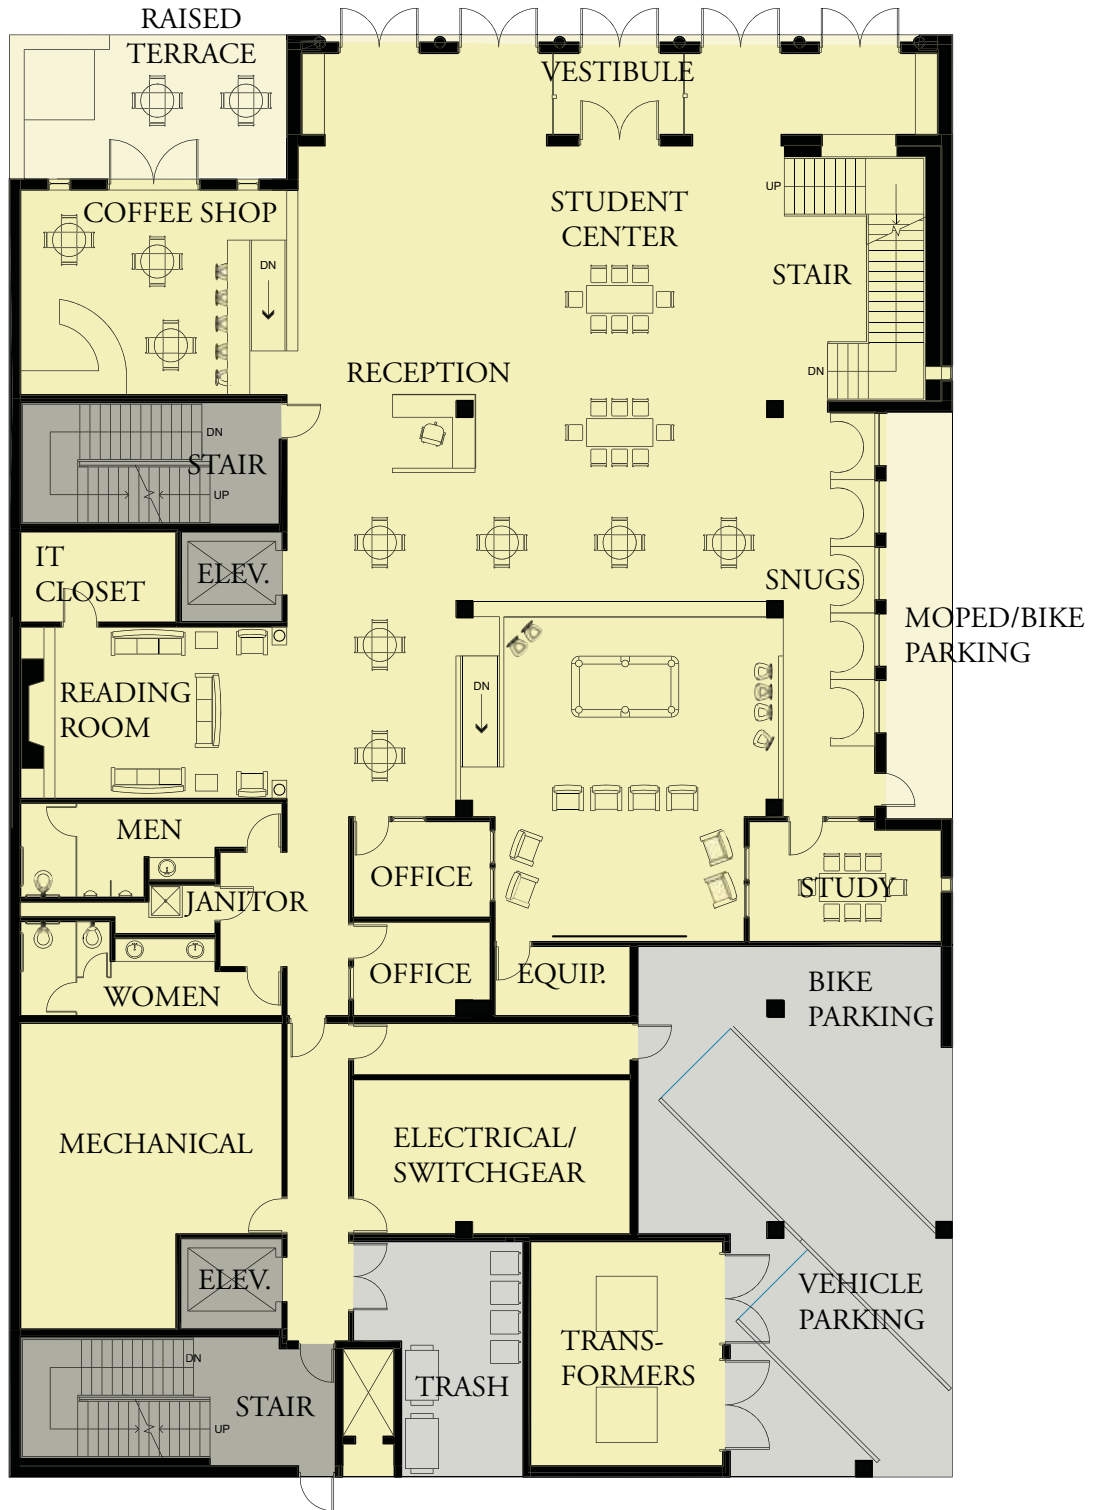 RAISED
TERRACE
VESTIBULE
COFFEE SHOP
STUDENT
CENTER
UP
STAIR
DN
DN
RECEPTION
DN
STAIR
UP
IT
CLOSET
ELEV.
SNUGS
MOPED/BIKE
PARKING
READING
ROOM
DN
MEN
OFFICE
STUDY
JANITOR
OFFICE
EQUIP.
WOMEN
BIKE
PARKING
MECHANICAL
ELECTRICAL/
SWITCHGEAR
ELEV.
VEHICLE
PARKING
TRANS-
FORMERS
DN
TRASH
STAIR
UP